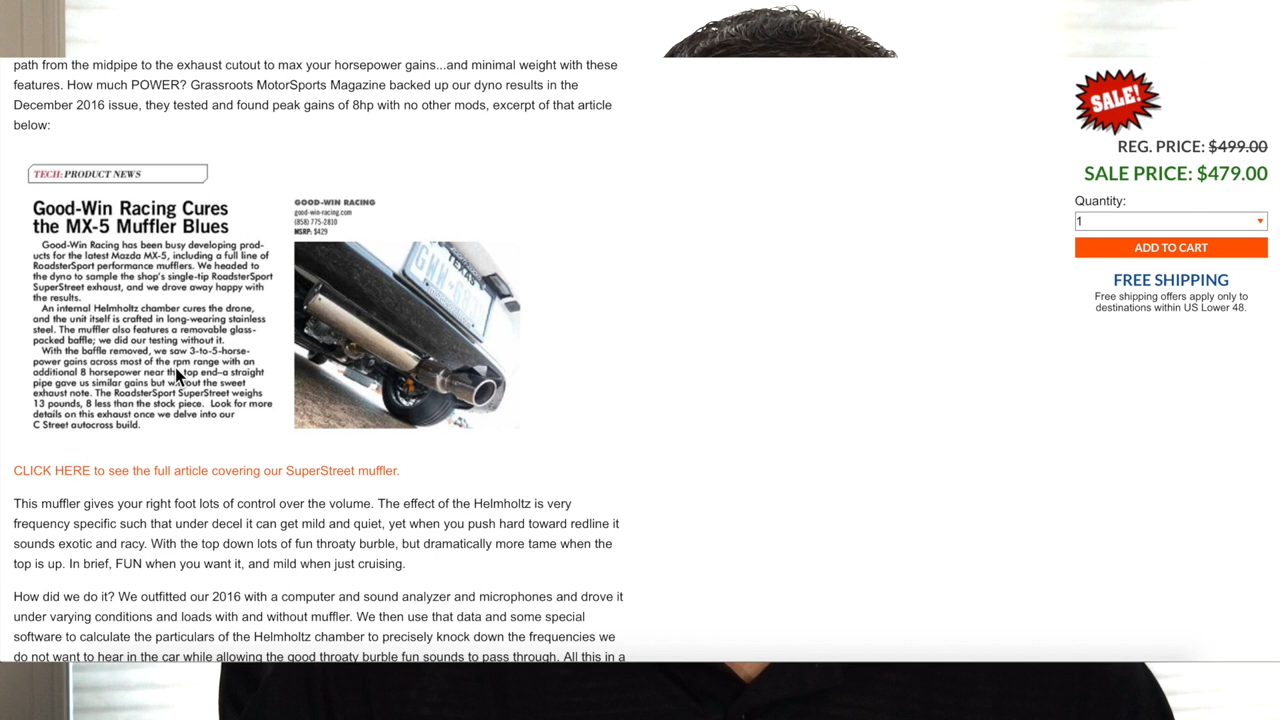 path from the midpipe to the exhaust cutout to max your horsepower gains...and minimal weight with these
features. How much POWER? Grassroots MotorSports Magazine backed up our dyno results in the
December 2016 issue, they tested and found peak gains of 8hp with no other mods, excerpt of that article
below:
TECH: PRODUCT NEWS
Good-Win Racing Cures
the MX-5 Muffler Blues
Good-Win Racing has been busy developing prod-
ucts for the latest Mazda MX-5, including a full line of
RoadsterSport performance mufflers. We headed to
the dyno to sample the shop's single-tip RoadsterSport
SuperStreet exhaust, and we drove away happy with
the results.
An internal Helmholtz chamber cures the drone,
and the unit itself is crafted in long-wearing stainless
steel. The muffler also features a removable glass-
packed baffle; we did our testing without it.
With the baffle removed, we saw 3-to-5-horse-
power gains across most of the rpm range with an
additional 8 horsepower near the top end–a straight
pipe gave us similar gains but without the sweet
exhaust note. The RoadsterSport SuperStreet weighs
13 pounds, 8 less than the stock piece. Look for more
details on this exhaust once we delve into our
C Street autocross build.
GOOD-WIN RACING
good-win-racing.com
(858) 775-2810
MSRP: $429
TEXAS
CLICK HERE to see the full article covering our SuperStreet muffler.
This muffler gives your right foot lots of control over the volume. The effect of the Helmholtz is very
frequency specific such that under decel it can get mild and quiet, yet when you push hard toward redline it
sounds exotic and racy. With the top down lots of fun throaty burble, but dramatically more tame when the
top is up. In brief, FUN when you want it, and mild when just cruising.
How did we do it? We outfitted our 2016 with a computer and sound analyzer and microphones and drove it
under varying conditions and loads with and without muffler. We then use that data and some special
software to calculate the particulars of the Helmholtz chamber to precisely knock down the frequencies we
do not want to hear in the car while allowing the good throaty burble fun sounds to pass through. All this in a
SALE!
REG. PRICE: $499.00
SALE PRICE: $479.00
Quantity:
1
ADD TO CART
FREE SHIPPING
Free shipping offers apply only to
destinations within US Lower 48.